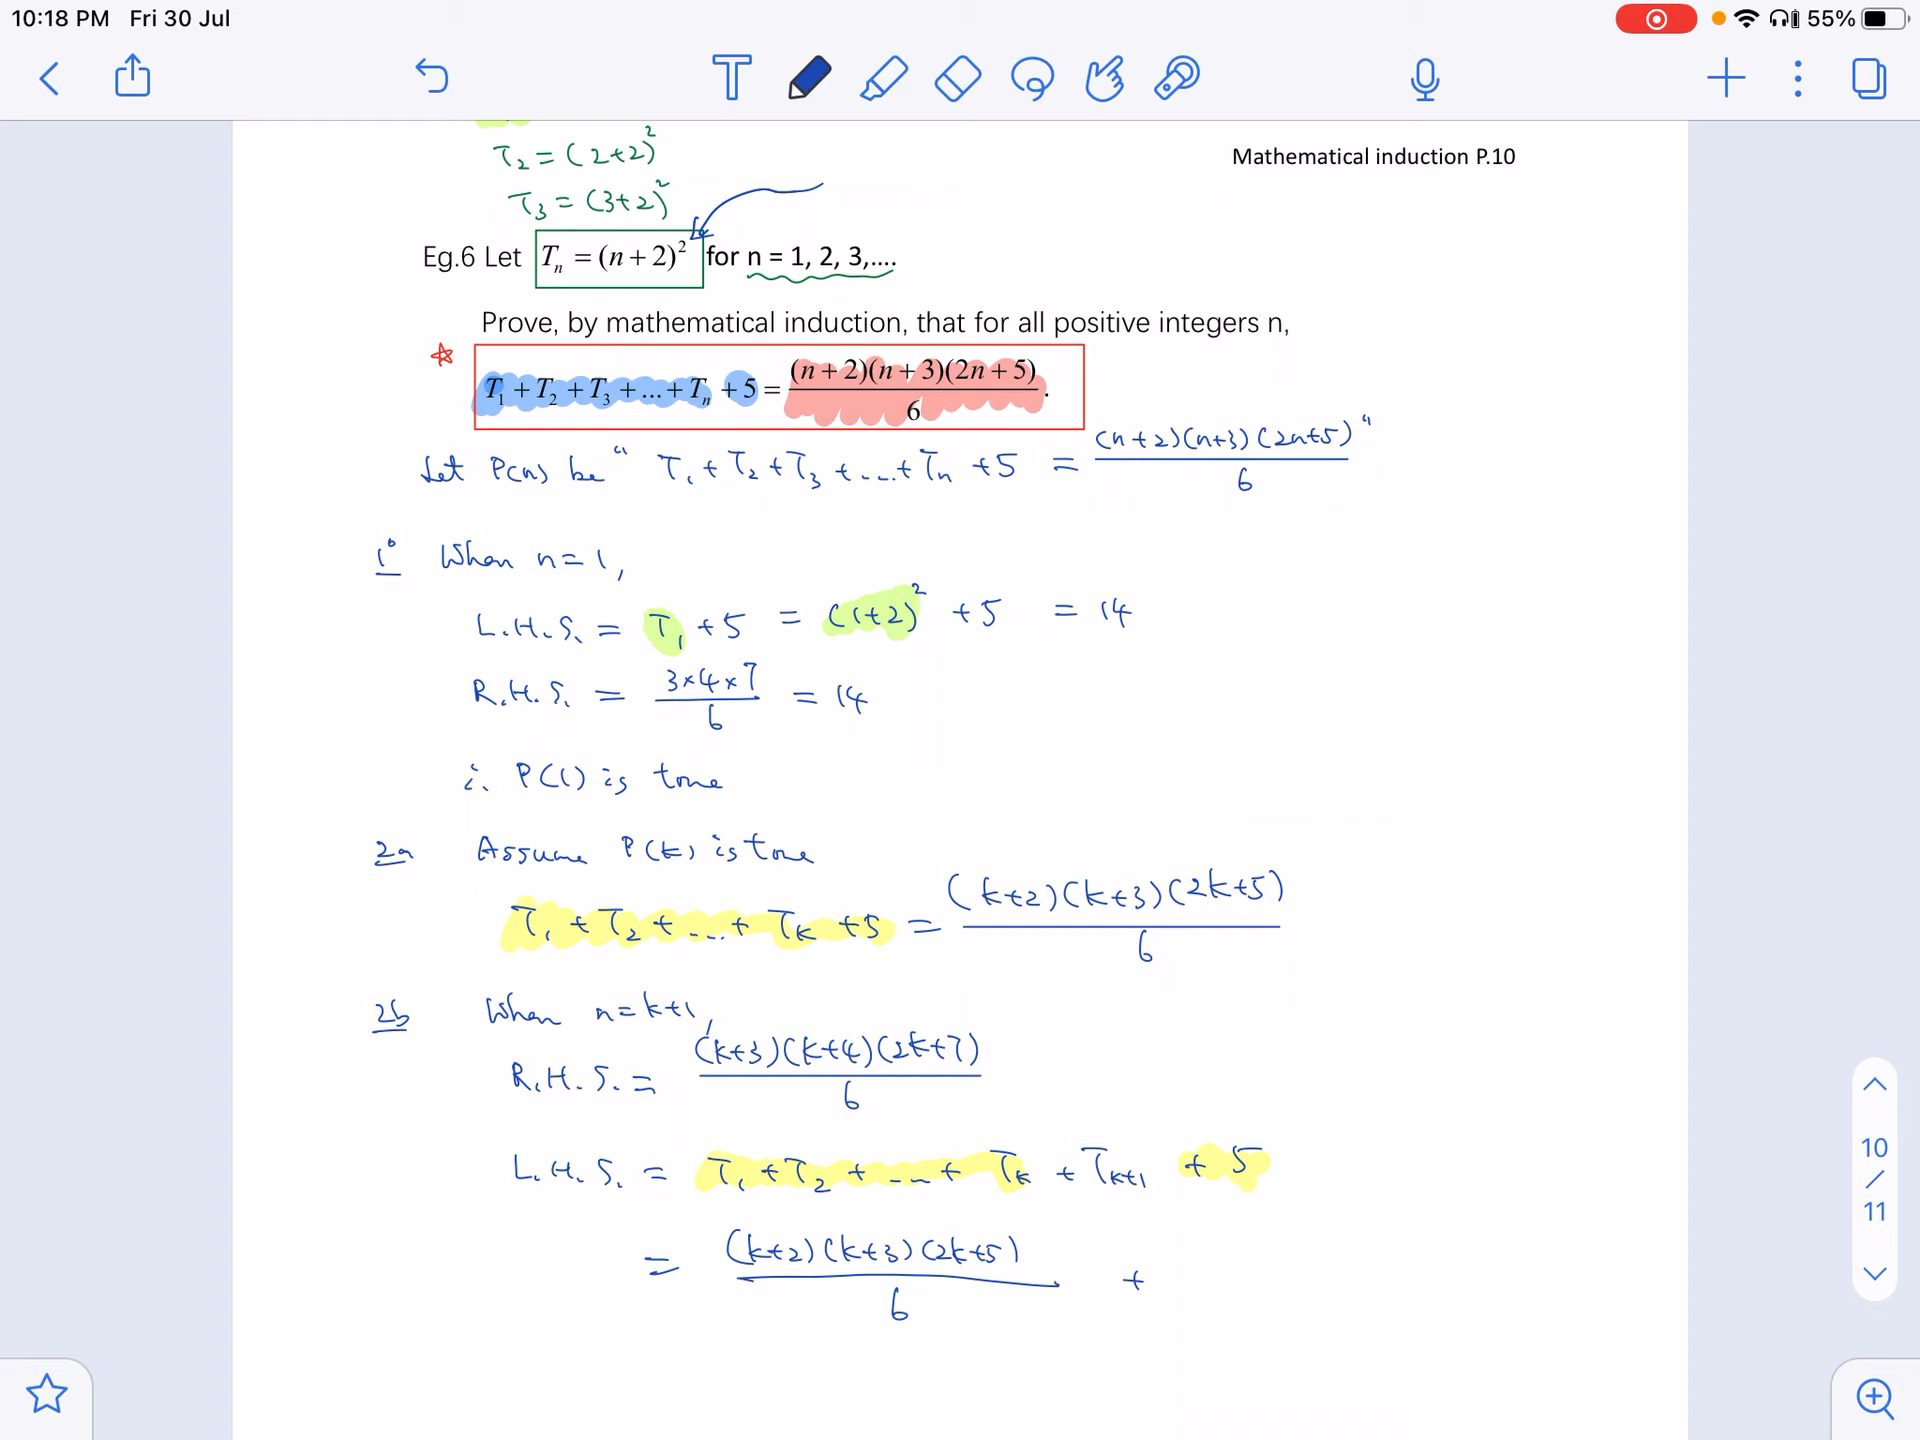 10:18 PM Fri 30 Jul 55%
T₂ = (2+2)²
Mathematical induction P.10
T₃ = (3+2)²
Eg.6 Let Tₙ = (n + 2)² for n = 1, 2, 3,....
Prove, by mathematical induction, that for all positive integers n,
☆ T₁ + T₂ + T₃ + ... + Tₙ + 5 = (n + 2)(n + 3)(2n + 5) / 6 .
Let P(n) be " T₁ + T₂ + T₃ + ... + Tₙ + 5 = (n+2)(n+3)(2n+5) / 6 "
1° When n = 1,
L.H.S. = T₁ + 5 = (1+2)² + 5 = 14
R.H.S. = 3×4×7 / 6 = 14
∴ P(1) is true
2a Assume P(k) is true
T₁ + T₂ + ... + Tₖ + 5 = (k+2)(k+3)(2k+5) / 6
2b When n = k+1,
R.H.S. = (k+3)(k+4)(2k+7) / 6
L.H.S. = T₁ + T₂ + ... + Tₖ + Tₖ₊₁ + 5
= (k+2)(k+3)(2k+5) / 6 +
10
/
11